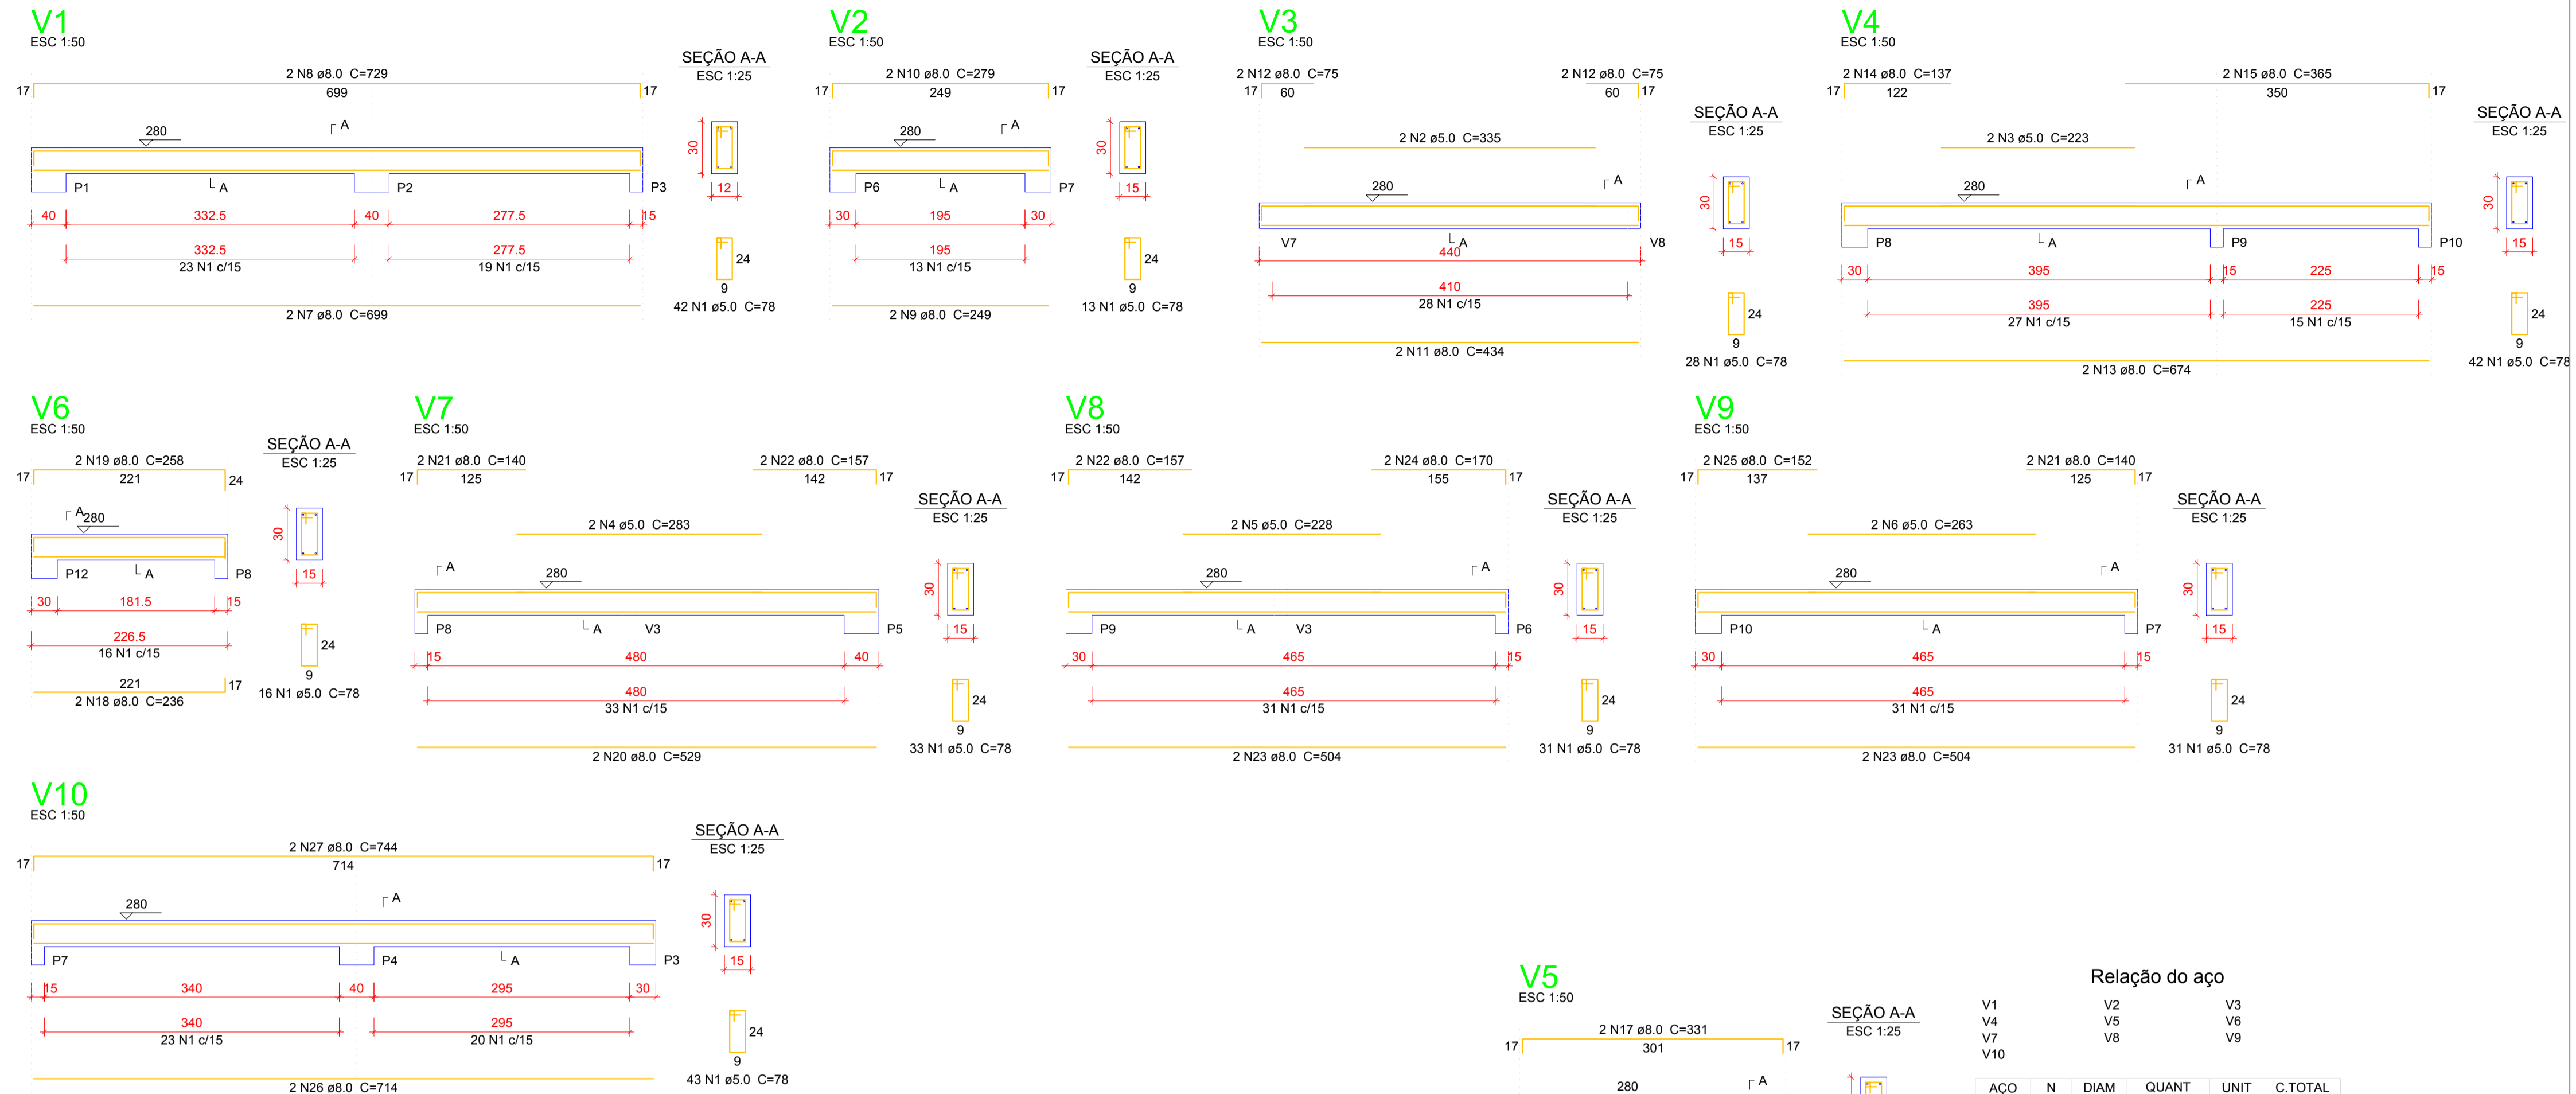 V1
ESC 1:50
SEÇÃO A-A
ESC 1:25
2 N8 ø8.0 C=729
17 699 17
280
A
30
P1 A P2 P3
12
40 332.5 40 277.5 15
332.5 277.5
23 N1 c/15 19 N1 c/15
24
9
2 N7 ø8.0 C=699
42 N1 ø5.0 C=78
V2
ESC 1:50
SEÇÃO A-A
ESC 1:25
2 N10 ø8.0 C=279
17 249 17
280
A
30
P6 A P7
15
30 195 30
195
13 N1 c/15
24
9
2 N9 ø8.0 C=249
13 N1 ø5.0 C=78
V3
ESC 1:50
2 N12 ø8.0 C=75 2 N12 ø8.0 C=75
17 60 60 17
SEÇÃO A-A
ESC 1:25
2 N2 ø5.0 C=335
280
A
30
V7 A V8
15
440
410
28 N1 c/15
24
9
2 N11 ø8.0 C=434
28 N1 ø5.0 C=78
V4
ESC 1:50
2 N14 ø8.0 C=137 2 N15 ø8.0 C=365
17 122 350 17
SEÇÃO A-A
ESC 1:25
2 N3 ø5.0 C=223
280
A
30
P8 A P9 P10
15
30 395 15 225 15
395 225
27 N1 c/15 15 N1 c/15
24
9
2 N13 ø8.0 C=674
42 N1 ø5.0 C=78
V6
ESC 1:50
SEÇÃO A-A
ESC 1:25
2 N19 ø8.0 C=258
17 221 24
A
280
30
P12 A P8
15
30 181.5 15
226.5
16 N1 c/15
24
9
221 17
2 N18 ø8.0 C=236
16 N1 ø5.0 C=78
V7
ESC 1:50
2 N21 ø8.0 C=140 2 N22 ø8.0 C=157
17 125 142 17
SEÇÃO A-A
ESC 1:25
2 N4 ø5.0 C=283
A
280
30
P8 A V3 P5
15
15 480 40
480
33 N1 c/15
24
9
2 N20 ø8.0 C=529
33 N1 ø5.0 C=78
V8
ESC 1:50
2 N22 ø8.0 C=157 2 N24 ø8.0 C=170
17 142 155 17
SEÇÃO A-A
ESC 1:25
2 N5 ø5.0 C=228
280
A
30
P9 A V3 P6
15
30 465 15
465
31 N1 c/15
24
9
2 N23 ø8.0 C=504
31 N1 ø5.0 C=78
V9
ESC 1:50
2 N25 ø8.0 C=152 2 N21 ø8.0 C=140
17 137 125 17
SEÇÃO A-A
ESC 1:25
2 N6 ø5.0 C=263
280
A
30
P10 A P7
15
30 465 15
465
31 N1 c/15
24
9
2 N23 ø8.0 C=504
31 N1 ø5.0 C=78
V10
ESC 1:50
SEÇÃO A-A
ESC 1:25
2 N27 ø8.0 C=744
17 714 17
280
A
30
P7 P4 A P3
15
15 340 40 295 30
340 295
23 N1 c/15 20 N1 c/15
24
9
2 N26 ø8.0 C=714
43 N1 ø5.0 C=78
V5
ESC 1:50
SEÇÃO A-A
ESC 1:25
2 N17 ø8.0 C=331
17 301 17
280
A
Relação do aço
V1 V2 V3
V4 V5 V6
V7 V8 V9
V10
AÇO N DIAM QUANT UNIT C.TOTAL